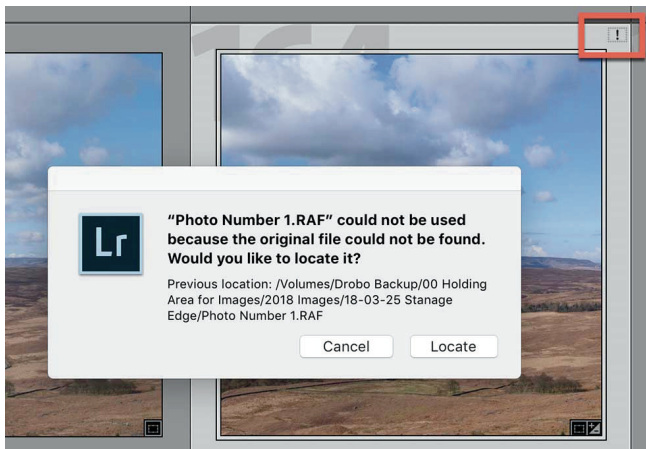 164
!
Lr
“Photo Number 1.RAF” could not be used
because the original file could not be found.
Would you like to locate it?
Previous location: /Volumes/Drobo Backup/00 Holding
Area for Images/2018 Images/18-03-25 Stanage
Edge/Photo Number 1.RAF
Cancel
Locate